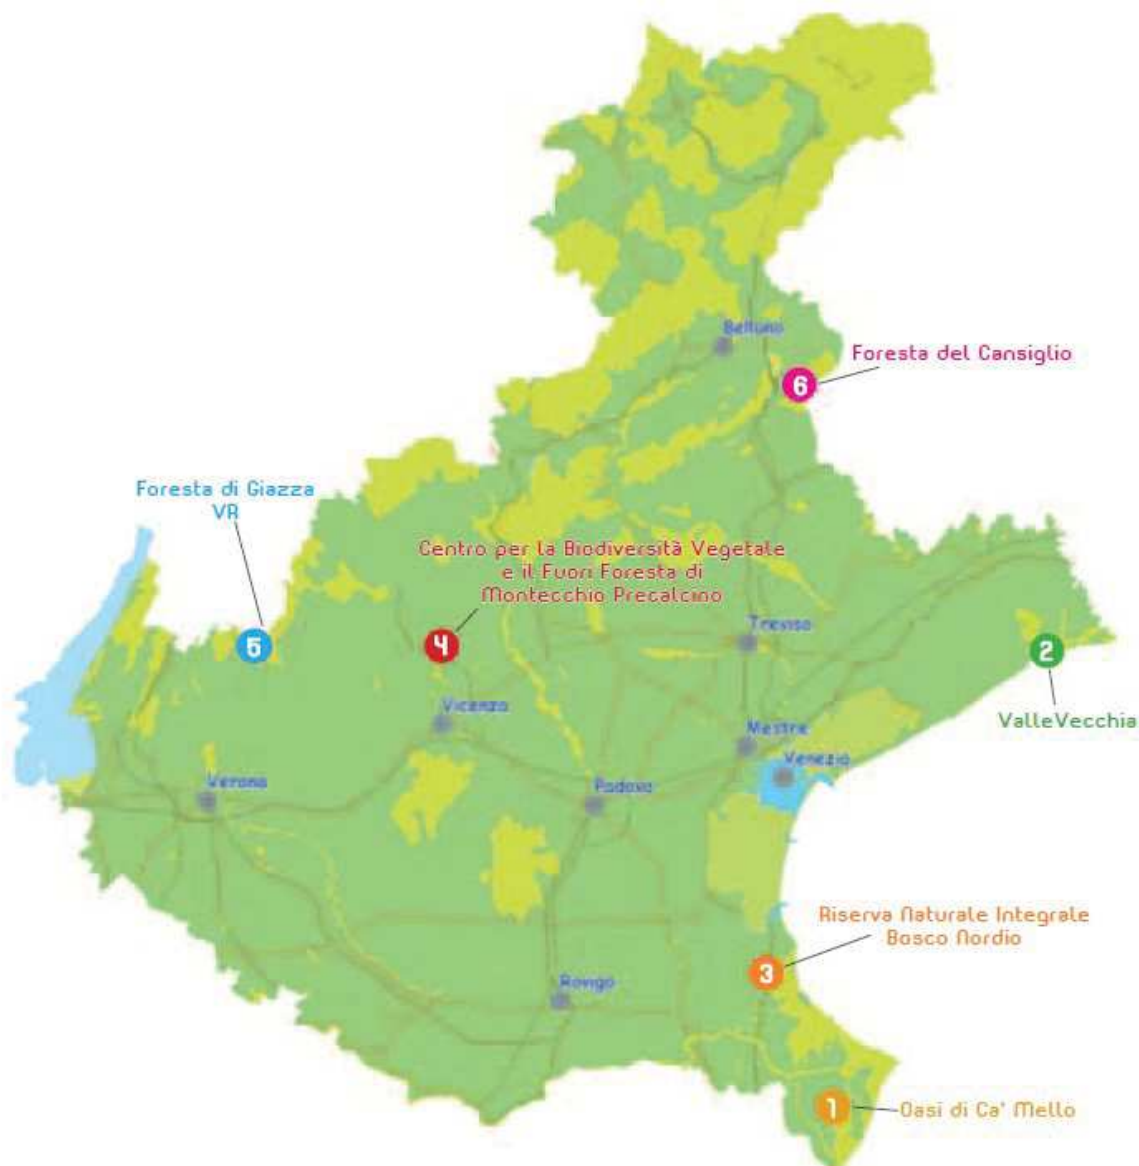 Belluno
Foresta del Cansiglio
6
Foresta di Giazza
VR
Centro per la Biodiversità Vegetale
e il Fuori Foresta di
Montecchio Precalcino
5
4
Treviso
2
ValleVecchia
Vicenza
Mestre
Venezia
Verona
Padova
Riserva Naturale Integrale
Bosco Nordio
3
Rovigo
1
Oasi di Ca' Mello